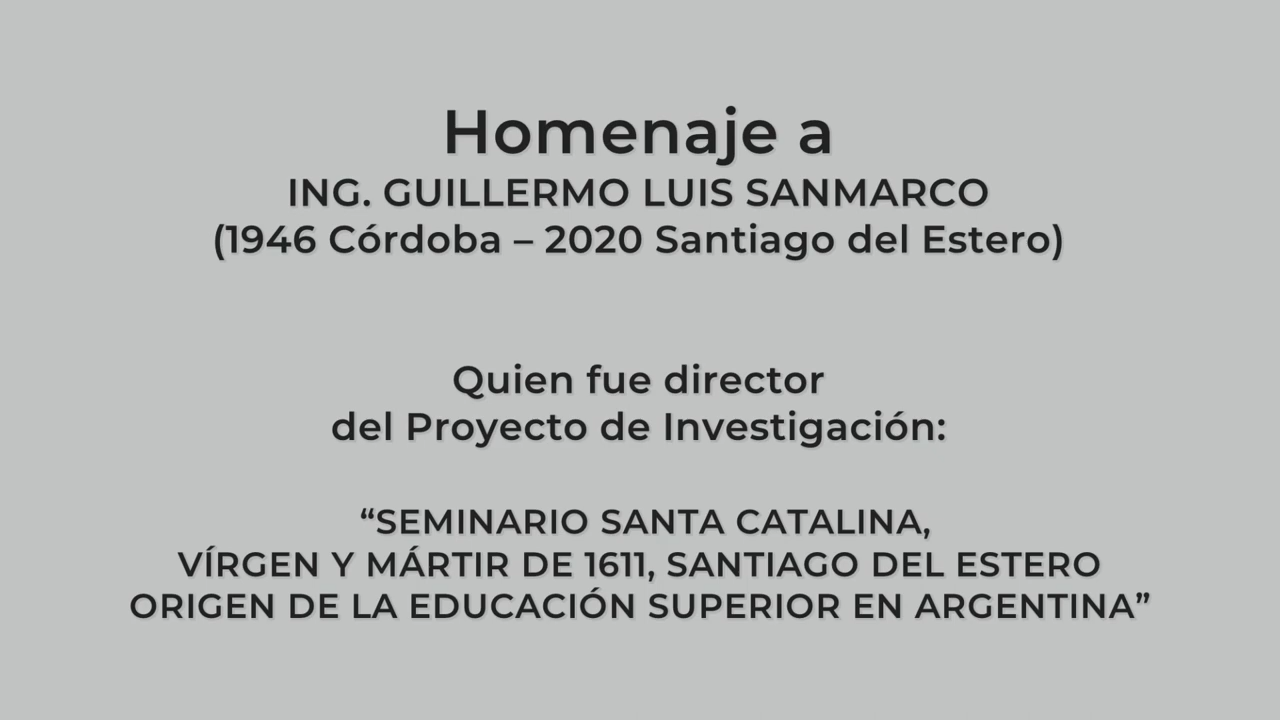 Homenaje a
ING. GUILLERMO LUIS SANMARCO
(1946 Córdoba – 2020 Santiago del Estero)
Quien fue director
del Proyecto de Investigación:
“SEMINARIO SANTA CATALINA,
VÍRGEN Y MÁRTIR DE 1611, SANTIAGO DEL ESTERO
ORIGEN DE LA EDUCACIÓN SUPERIOR EN ARGENTINA”